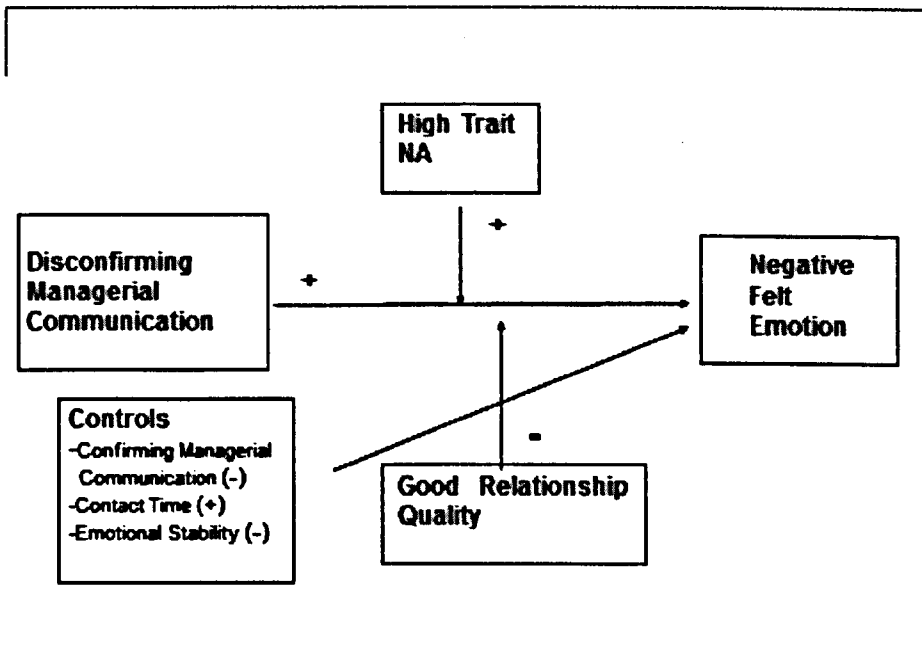 High Trait
NA
+
Disconfirming
Managerial
Communication
+
Negative
Felt
Emotion
Controls
-Confirming Managerial
Communication (-)
-Contact Time (+)
-Emotional Stability (-)
-
Good Relationship
Quality